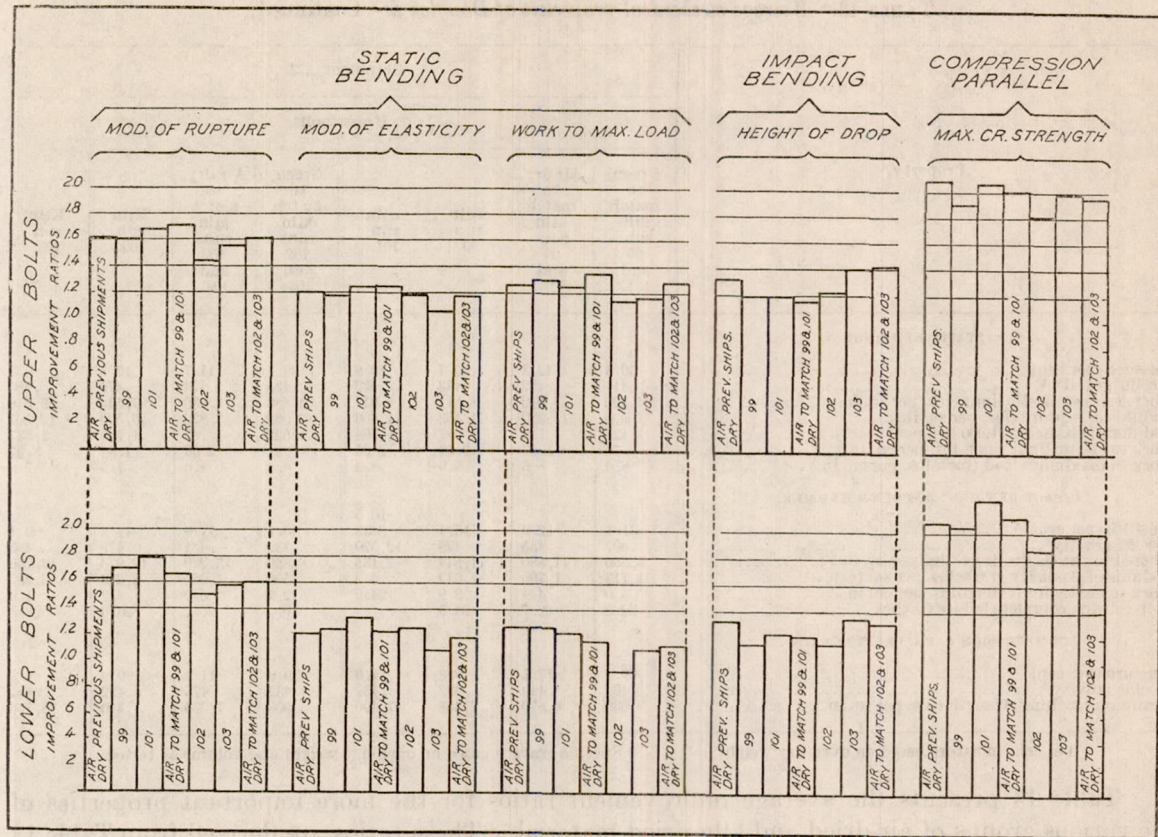 STATIC
BENDING
IMPACT
BENDING
COMPRESSION
PARALLEL
MOD. OF RUPTURE
MOD. OF ELASTICITY
WORK TO MAX. LOAD
HEIGHT OF DROP
MAX. CR. STRENGTH
UPPER BOLTS
IMPROVEMENT RATIOS
2.0
1.8
1.6
1.4
1.2
1.0
.8
.6
.4
.2
AIR DRY PREVIOUS SHIPMENTS
99
101
AIR DRY TO MATCH 99 & 101
102
103
AIR DRY TO MATCH 102 & 103
AIR DRY PREV. SHIPS.
99
101
AIR DRY TO MATCH 99 & 101
102
103
AIR DRY TO MATCH 102 & 103
AIR DRY PREV. SHIPS.
99
101
AIR DRY TO MATCH 99 & 101
102
103
AIR DRY TO MATCH 102 & 103
AIR DRY PREV. SHIPS.
99
101
AIR DRY TO MATCH 99 & 101
102
103
AIR DRY TO MATCH 102 & 103
AIR DRY PREV. SHIPS.
99
101
AIR DRY TO MATCH 99 & 101
102
103
AIR DRY TO MATCH 102 & 103
LOWER BOLTS
IMPROVEMENT RATIOS
2.0
1.8
1.6
1.4
1.2
1.0
.8
.6
.4
.2
AIR DRY PREVIOUS SHIPMENTS
99
101
AIR DRY TO MATCH 99 & 101
102
103
AIR DRY TO MATCH 102 & 103
AIR DRY PREV. SHIPS
99
101
AIR DRY TO MATCH 99 & 101
102
103
AIR DRY TO MATCH 102 & 103
AIR DRY PREV. SHIPS
99
101
AIR DRY TO MATCH 99 & 101
102
103
AIR DRY TO MATCH 102 & 103
AIR DRY PREV. SHIPS
99
101
AIR DRY TO MATCH 99 & 101
102
103
AIR DRY TO MATCH 102 & 103
AIR DRY PREV. SHIPS.
99
101
AIR DRY TO MATCH 99 & 101
102
103
AIR DRY TO MATCH 102 & 103